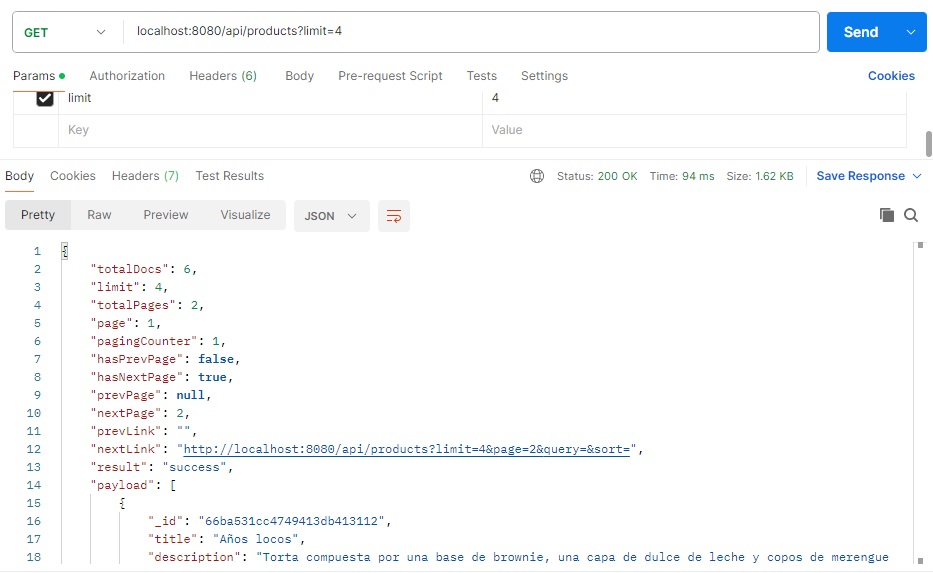 GET localhost:8080/api/products?limit=4 Send
Params Authorization Headers (6) Body Pre-request Script Tests Settings Cookies
limit 4
Key Value
Body Cookies Headers (7) Test Results Status: 200 OK Time: 94 ms Size: 1.62 KB Save Response
Pretty Raw Preview Visualize JSON
1 {
2 "totalDocs": 6,
3 "limit": 4,
4 "totalPages": 2,
5 "page": 1,
6 "pagingCounter": 1,
7 "hasPrevPage": false,
8 "hasNextPage": true,
9 "prevPage": null,
10 "nextPage": 2,
11 "prevLink": "",
12 "nextLink": "http://localhost:8080/api/products?limit=4&page=2&query=&sort=",
13 "result": "success",
14 "payload": [
15 {
16 "_id": "66ba531cc4749413db413112",
17 "title": "Años locos",
18 "description": "Torta compuesta por una base de brownie, una capa de dulce de leche y copos de merengue